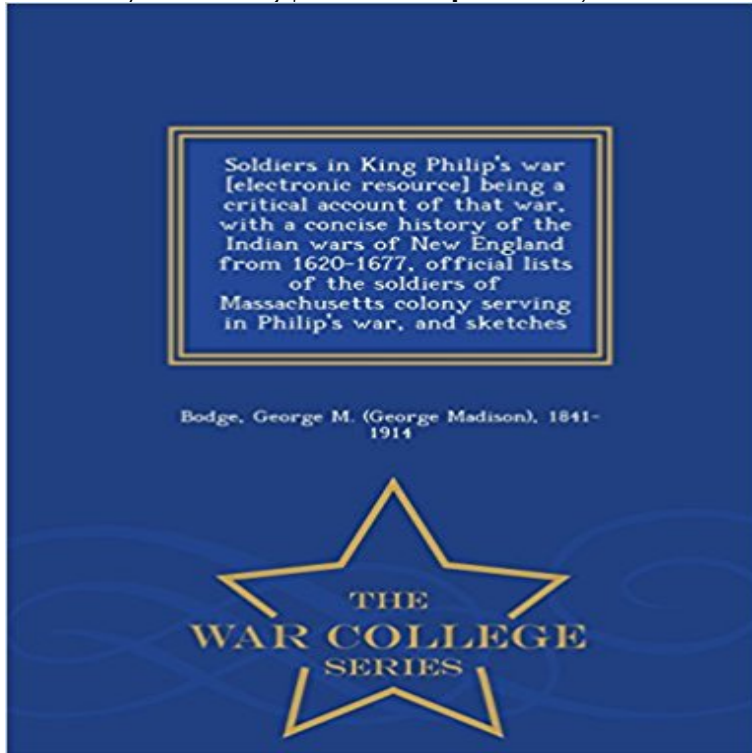 Soldiers in King Philip's war
[electronic resource] being a
critical account of that war,
with a concise history of the
Indian wars of New England
from 1620-1677, official lists
of the soldiers of
Massachusetts colony serving
in Philip's war, and sketches
Bodge, George M. (George Madison), 1841-
1914
THE
WAR COLLEGE
SERIES